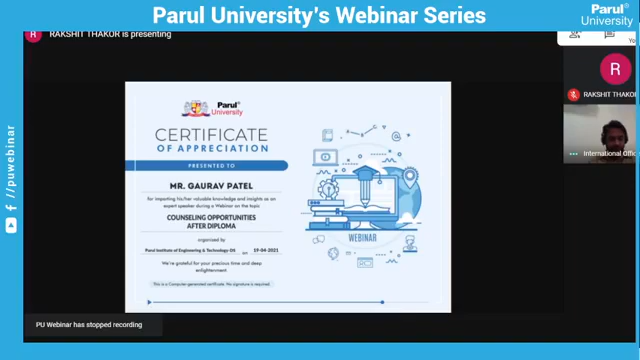 Parul University's Webinar Series
Parul®
University
R
RAKSHIT THAKOR is presenting
Yo
R
RAKSHIT THAKOR
International Offic
f //puwebinar
Parul®
University
CERTIFICATE
OF APPRECIATION
PRESENTED TO
MR. GAURAV PATEL
for imparting his/her valuable knowledge and insights as an
expert speaker during a Webinar on the topic
COUNSELING OPPORTUNITIES
AFTER DIPLOMA
organised by
Parul Institute of Engineering & Technology-DS on 19-04-2021
We're grateful for your precious time and deep
enlightenment
This is a Computer generated certificate. No signature is required.
WEBINAR
PU Webinar has stopped recording